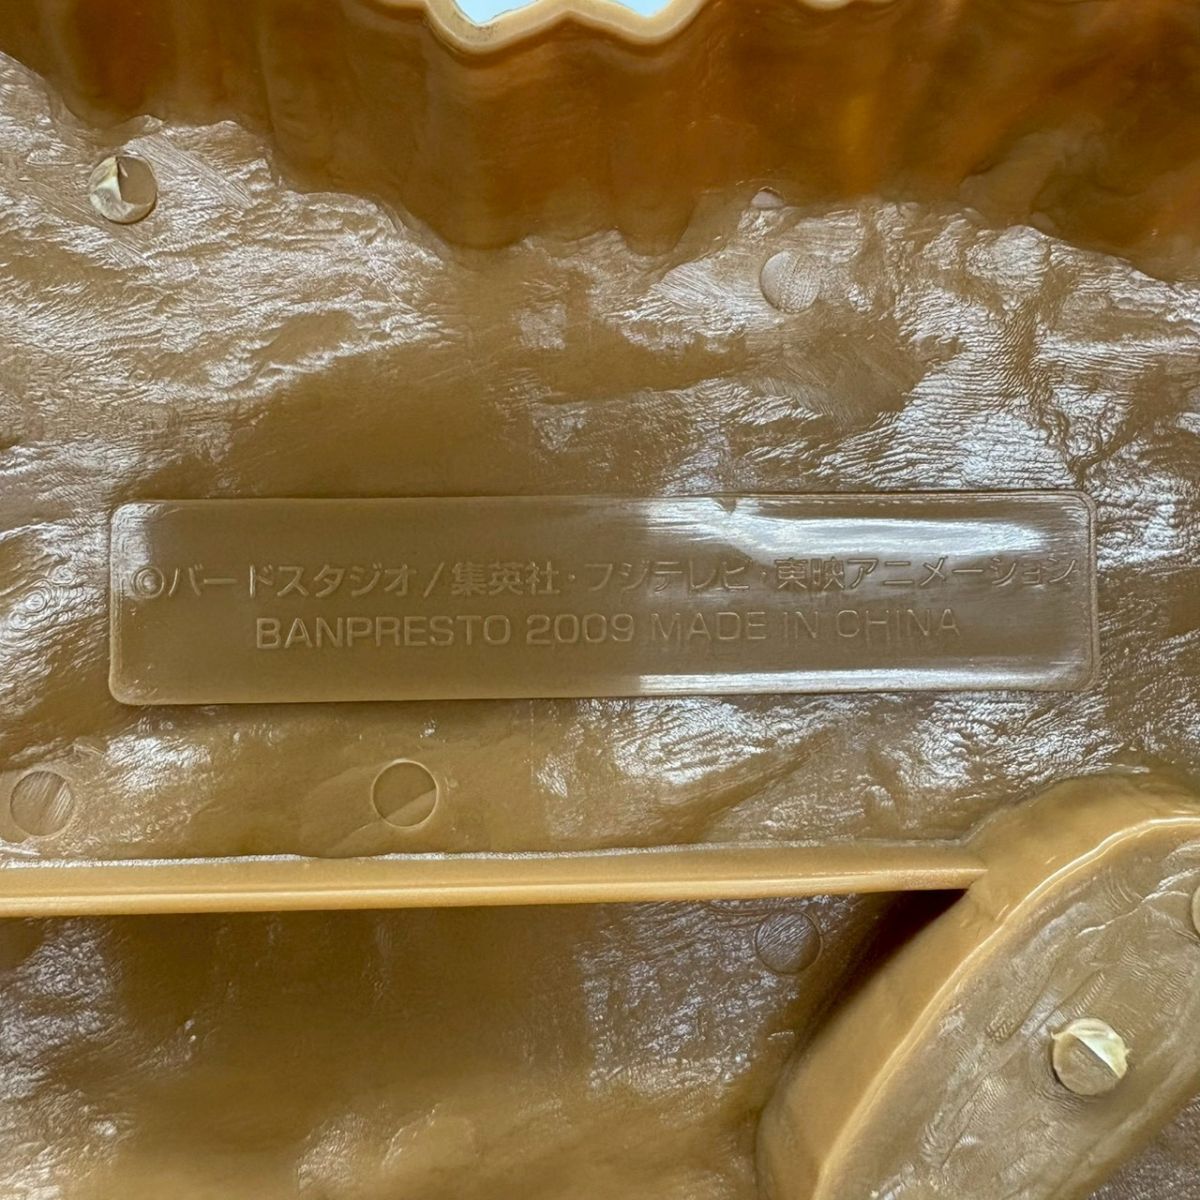 ©バードスタジオ/集英社・フジテレビ・東映アニメーション
BANPRESTO 2009 MADE IN CHINA